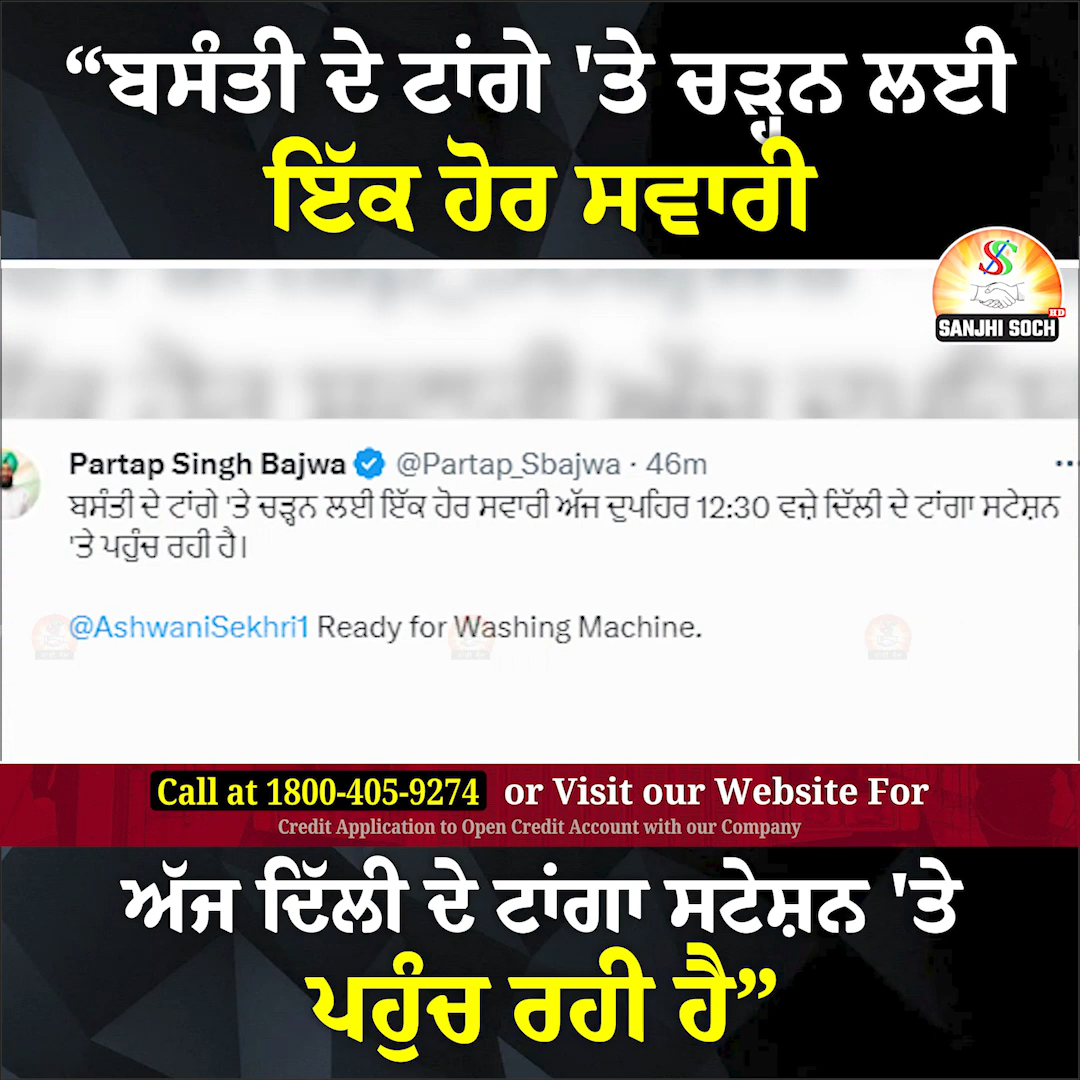 “ਬਸੰਤੀ ਦੇ ਟਾਂਗੇ 'ਤੇ ਚੜ੍ਹਨ ਲਈ
ਇੱਕ ਹੋਰ ਸਵਾਰੀ
SS
SANJHI SOCH HD
Partap Singh Bajwa @Partap_Sbajwa · 46m
ਬਸੰਤੀ ਦੇ ਟਾਂਗੇ 'ਤੇ ਚੜ੍ਹਨ ਲਈ ਇੱਕ ਹੋਰ ਸਵਾਰੀ ਅੱਜ ਦੁਪਹਿਰ 12:30 ਵਜ਼ੇ ਦਿੱਲੀ ਦੇ ਟਾਂਗਾ ਸਟੇਸ਼ਨ
'ਤੇ ਪਹੁੰਚ ਰਹੀ ਹੈ।
@AshwaniSekhri1 Ready for Washing Machine.
Call at 1800-405-9274 or Visit our Website For
Credit Application to Open Credit Account with our Company
ਅੱਜ ਦਿੱਲੀ ਦੇ ਟਾਂਗਾ ਸਟੇਸ਼ਨ 'ਤੇ
ਪਹੁੰਚ ਰਹੀ ਹੈ”